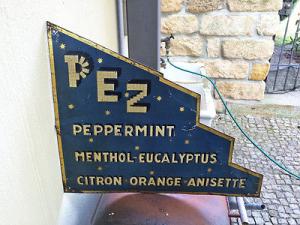 PEZ
PEPPERMINT
MENTHOL-EUCALYPTUS
CITRON-ORANGE-ANISETTE